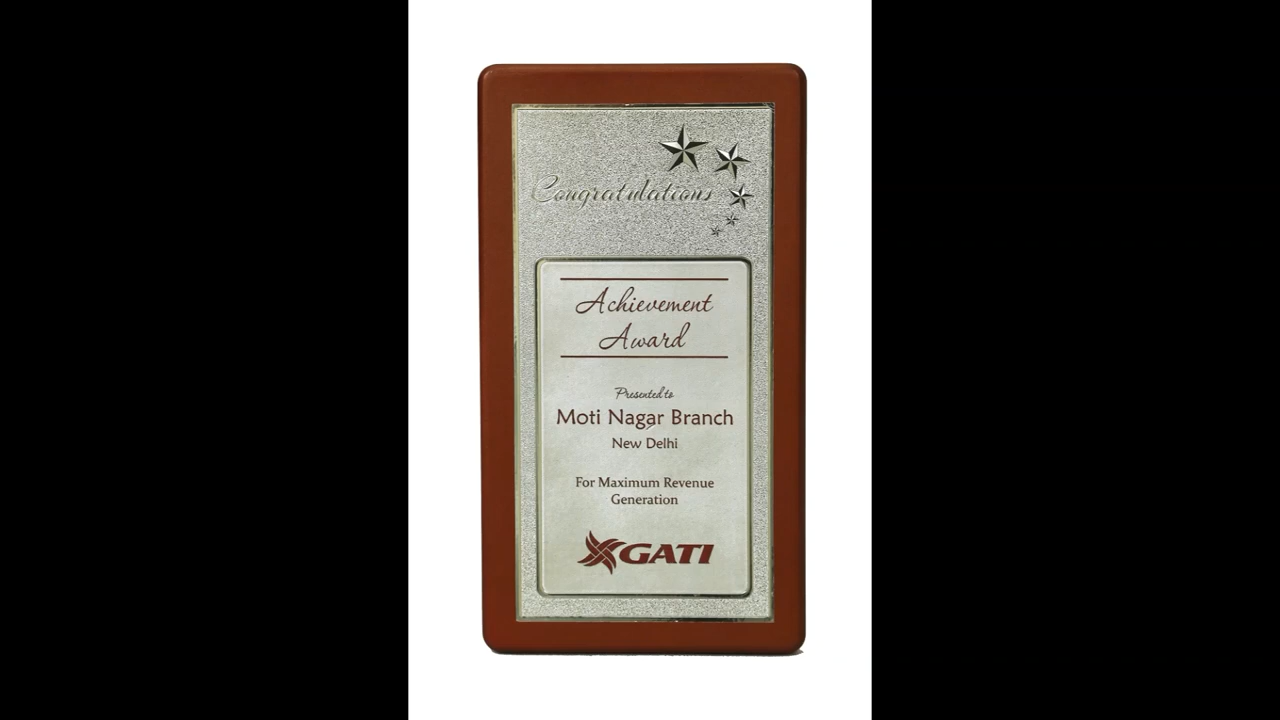 Congratulations
Achievement
Award
Presented to
Moti Nagar Branch
New Delhi
For Maximum Revenue
Generation
GATI